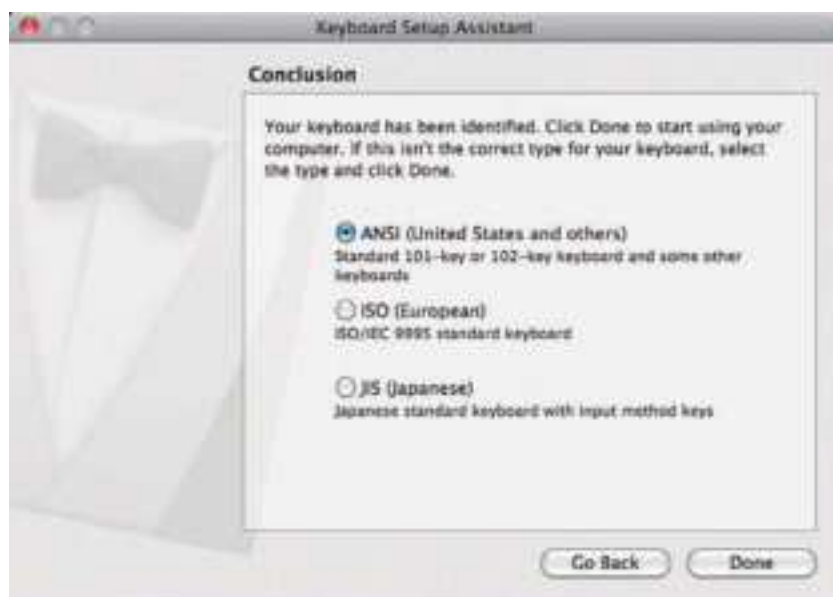 Keyboard Setup Assistant
Conclusion
Your keyboard has been identified. Click Done to start using your
computer. If this isn't the correct type for your keyboard, select
the type and click Done.
ANSI (United States and others)
Standard 101-key or 102-key keyboard and some other
keyboards
ISO (European)
ISO/IEC 9995 standard keyboard
JIS (Japanese)
Japanese standard keyboard with input method keys
Go Back
Done